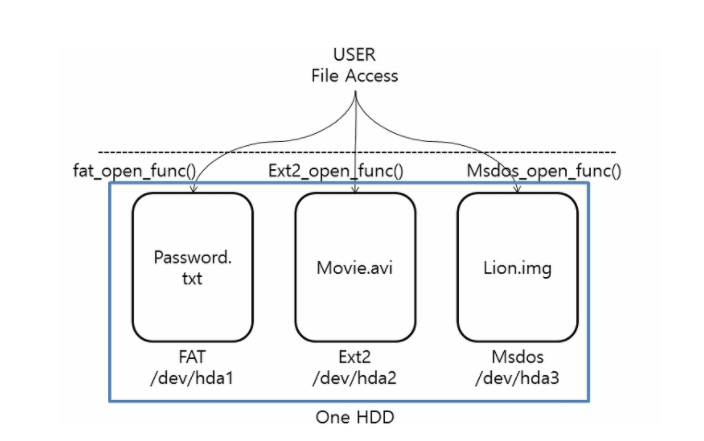 USER
File Access
fat_open_func()
Ext2_open_func()
Msdos_open_func()
Password.
txt
Movie.avi
Lion.img
FAT
/dev/hda1
Ext2
/dev/hda2
Msdos
/dev/hda3
One HDD